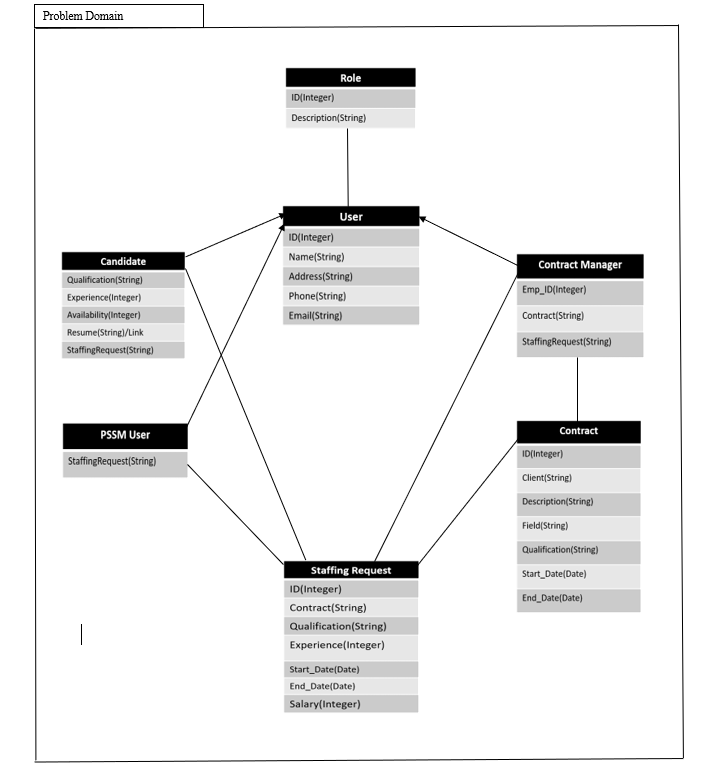 Problem Domain
Role
ID(Integer)
Description(String)
User
ID(Integer)
Name(String)
Address(String)
Phone(String)
Email(String)
Candidate
Qualification(String)
Experience(Integer)
Availability(Integer)
Resume(String)/Link
StaffingRequest(String)
Contract Manager
Emp_ID(Integer)
Contract(String)
StaffingRequest(String)
PSSM User
StaffingRequest(String)
Contract
ID(Integer)
Client(String)
Description(String)
Field(String)
Qualification(String)
Start_Date(Date)
End_Date(Date)
Staffing Request
ID(Integer)
Contract(String)
Qualification(String)
Experience(Integer)
Start_Date(Date)
End_Date(Date)
Salary(Integer)